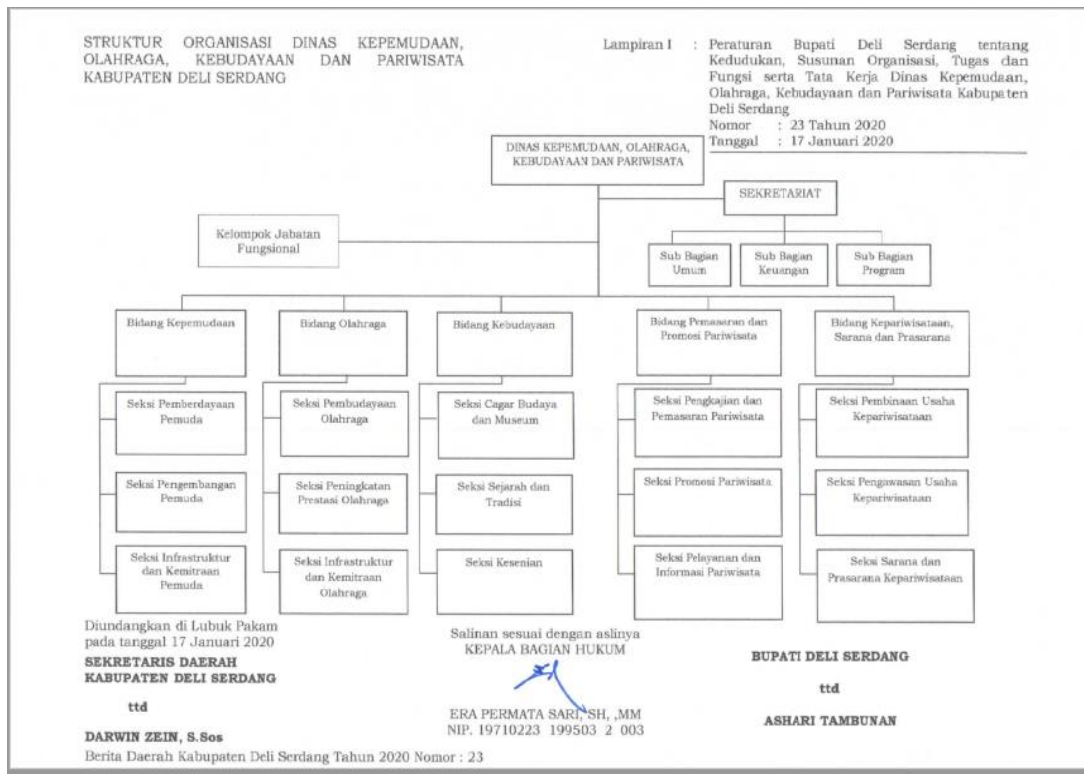 STRUKTUR ORGANISASI DINAS KEPEMUDAAN,
OLAHRAGA, KEBUDAYAAN DAN PARIWISATA
KABUPATEN DELI SERDANG
Lampiran I : Peraturan Bupati Deli Serdang tentang
Kedudukan, Susunan Organisasi, Tugas dan
Fungsi serta Tata Kerja Dinas Kepemudaan,
Olahraga, Kebudayaan dan Pariwisata Kabupaten
Deli Serdang
Nomor : 23 Tahun 2020
Tanggal : 17 Januari 2020
DINAS KEPEMUDAAN, OLAHRAGA,
KEBUDAYAAN DAN PARIWISATA
SEKRETARIAT
Kelompok Jabatan
Fungsional
Sub Bagian
Umum
Sub Bagian
Keuangan
Sub Bagian
Program
Bidang Kepemudaan
Bidang Olahraga
Bidang Kebudayaan
Bidang Pemasaran dan
Promosi Pariwisata
Bidang Kepariwisataan,
Sarana dan Prasarana
Seksi Pemberdayaan
Pemuda
Seksi Pembudayaan
Olahraga
Seksi Cagar Budaya
dan Museum
Seksi Pengkajian dan
Pemasaran Pariwisata
Seksi Pembinaan Usaha
Kepariwisataan
Seksi Pengembangan
Pemuda
Seksi Peningkatan
Prestasi Olahraga
Seksi Sejarah dan
Tradisi
Seksi Promosi Pariwisata
Seksi Pengawasan Usaha
Kepariwisataan
Seksi Infrastruktur
dan Kemitraan
Pemuda
Seksi Infrastruktur
dan Kemitraan
Olahraga
Seksi Kesenian
Seksi Pelayanan dan
Informasi Pariwisata
Seksi Sarana dan
Prasarana Kepariwisataan
Diundangkan di Lubuk Pakam
pada tanggal 17 Januari 2020
SEKRETARIS DAERAH
KABUPATEN DELI SERDANG
ttd
DARWIN ZEIN, S.Sos
Berita Daerah Kabupaten Deli Serdang Tahun 2020 Nomor : 23
Salinan sesuai dengan aslinya
KEPALA BAGIAN HUKUM
ERA PERMATA SARI, SH, ,MM
NIP. 19710223 199503 2 003
BUPATI DELI SERDANG
ttd
ASHARI TAMBUNAN